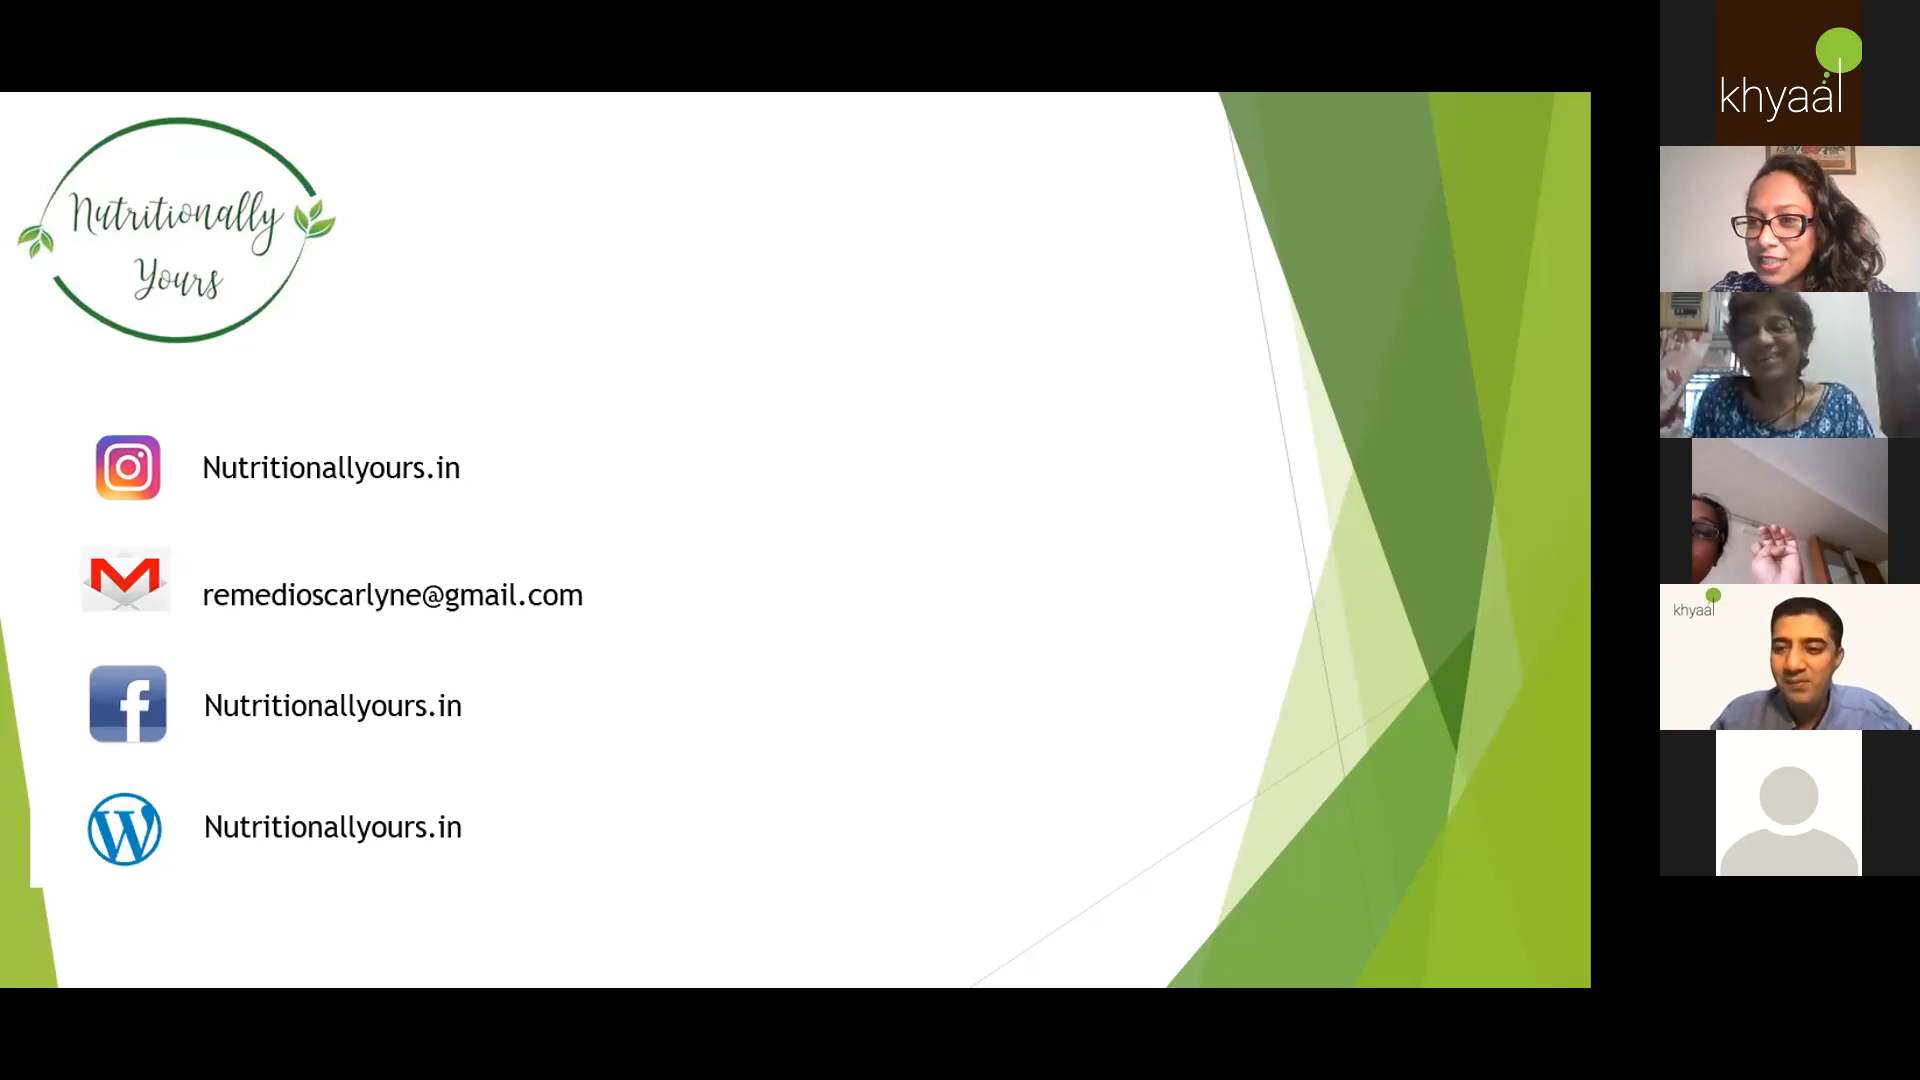 Nutritionally
Yours
Nutritionallyours.in
remedioscarlyne@gmail.com
Nutritionallyours.in
Nutritionallyours.in
khyaal
khyaal